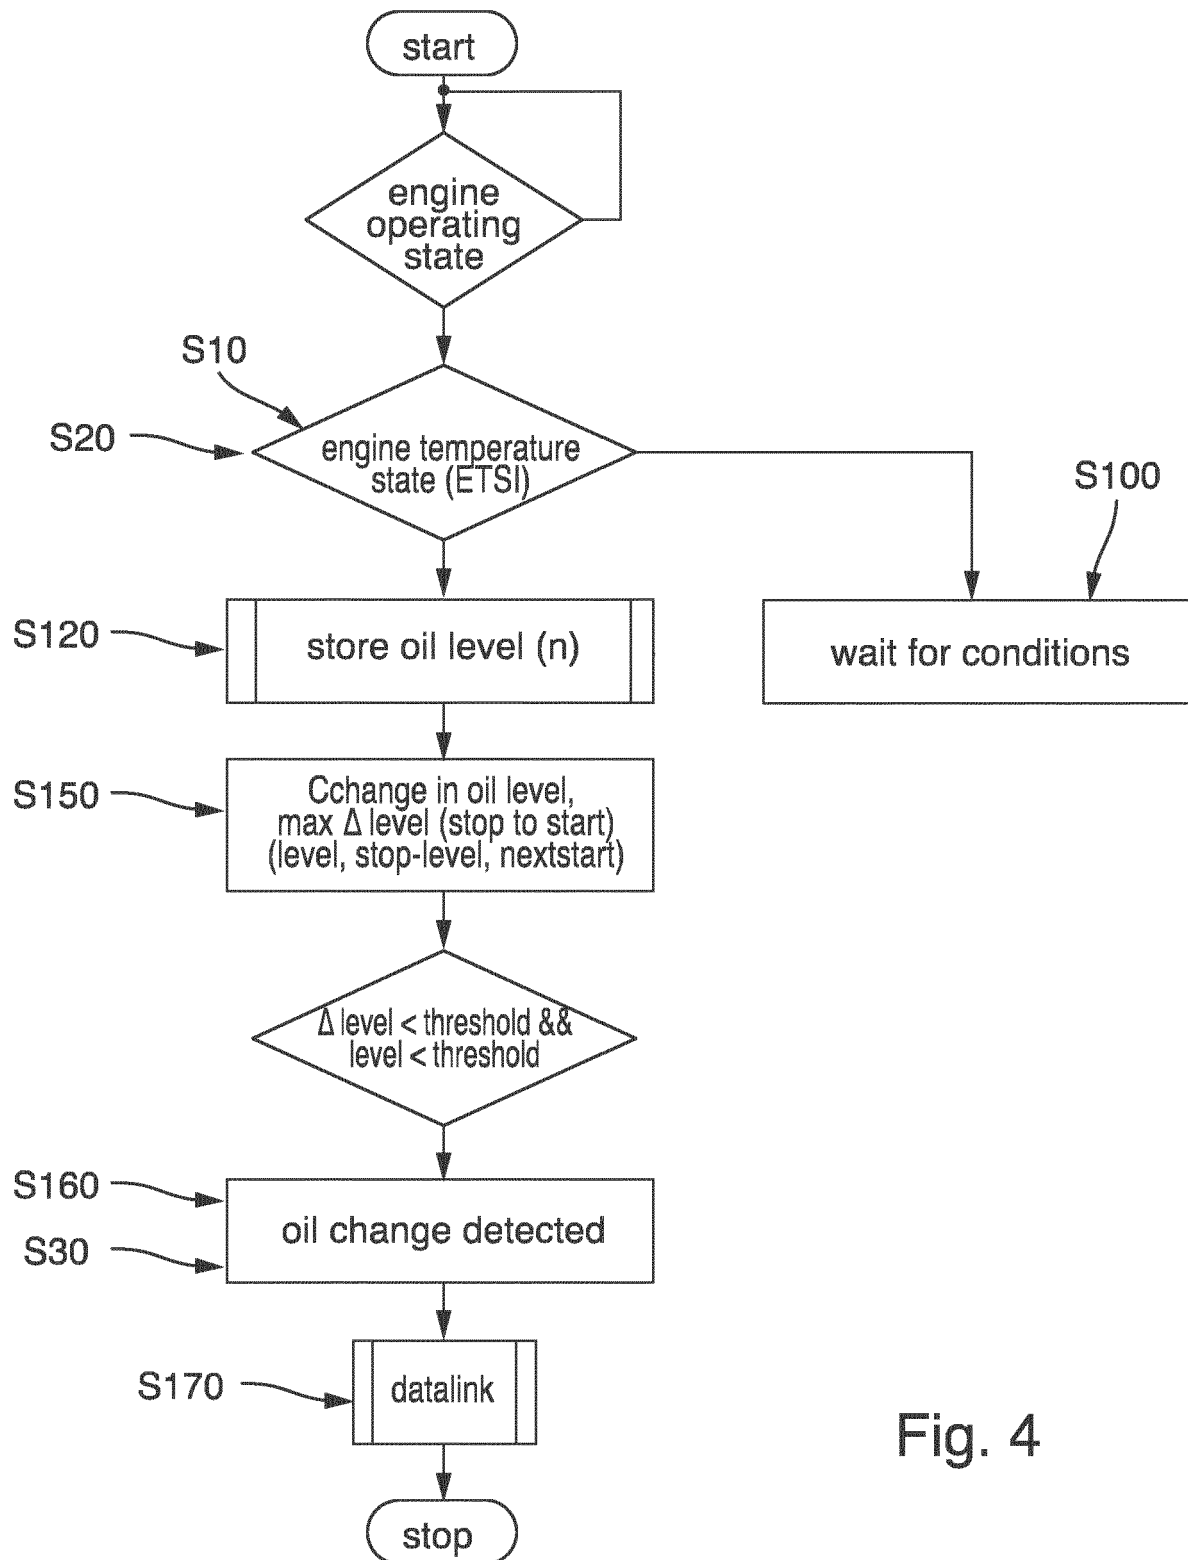 start
engine
operating
state
S10
S20
engine temperature
state (ETSI)
S100
S120
store oil level (n)
wait for conditions
S150
Cchange in oil level,
max Δ level (stop to start)
(level, stop-level, nextstart)
Δ level < threshold &&
level < threshold
S160
oil change detected
S30
S170
datalink
Fig. 4
stop